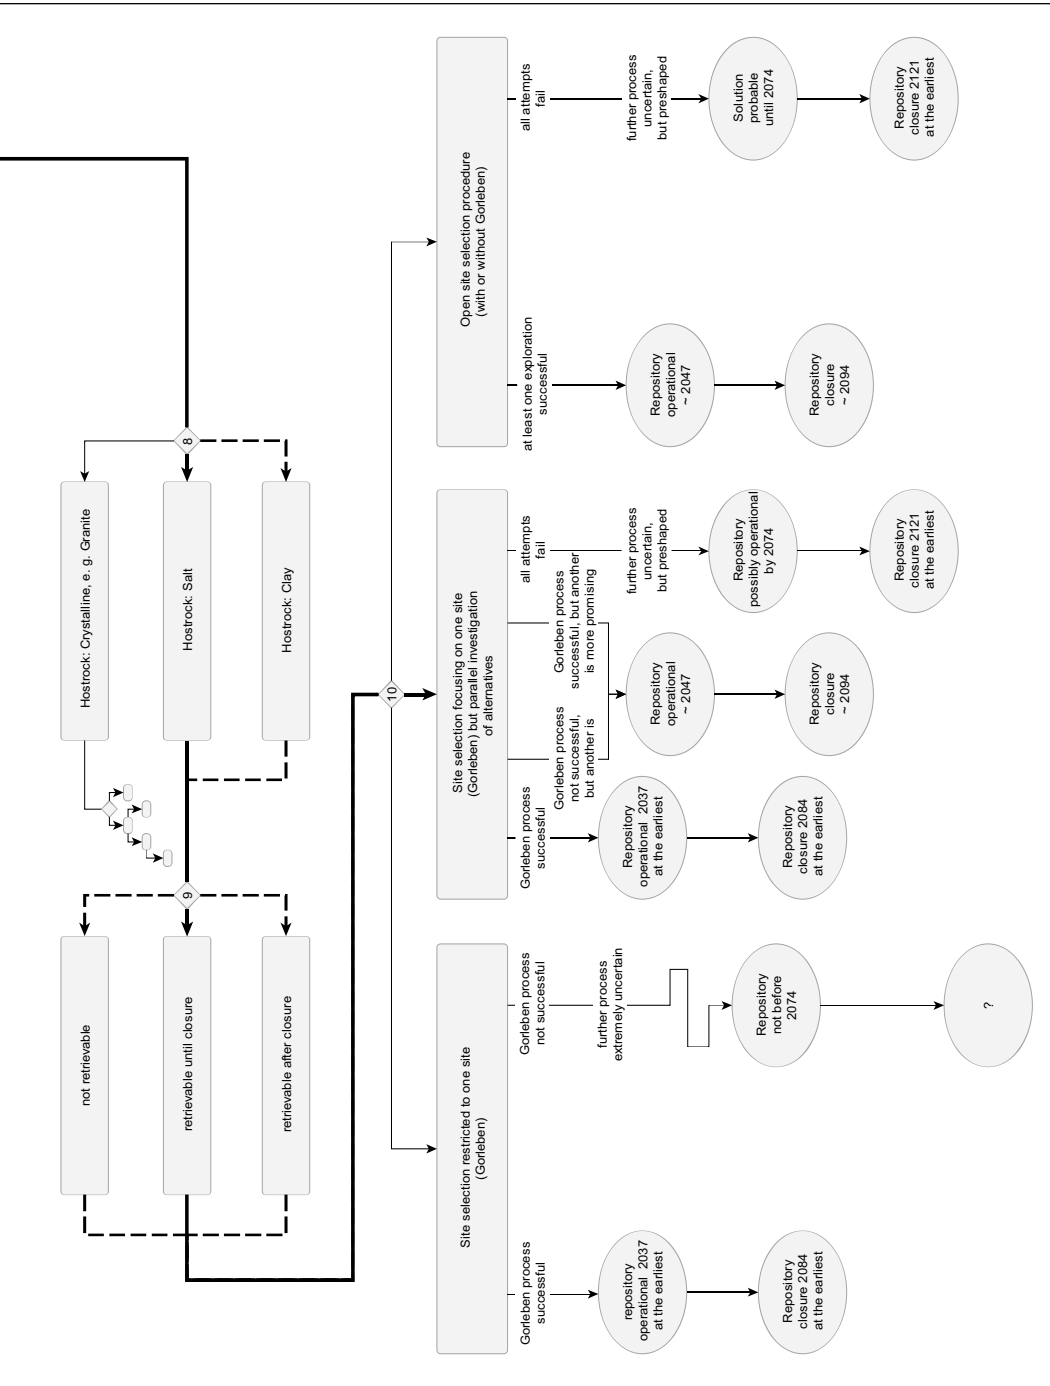 Hostrock: Crystalline, e. g. Granite
8
Hostrock: Salt
Hostrock: Clay
not retrievable
9
retrievable until closure
retrievable after closure
10
Site selection restricted to one site
(Gorleben)
Gorleben process
successful
repository
operational 2037
at the earliest
Repository
closure 2084
at the earliest
Gorleben process
not successful
further process
extremely uncertain
Repository
not before
2074
?
Site selection focusing on one site
(Gorleben) but parallel investigation
of alternatives
Gorleben process
successful
Repository
operational 2037
at the earliest
Repository
closure 2084
at the earliest
Gorleben process
not successful,
but another is
Gorleben process
successful, but another
is more promising
Repository
operational
~ 2047
Repository
closure
~ 2094
all attempts
fail
further process
uncertain,
but preshaped
Repository
possibly operational
by 2074
Repository
closure 2121
at the earliest
Open site selection procedure
(with or without Gorleben)
at least one exploration
successful
Repository
operational
~ 2047
Repository
closure
~ 2094
all attempts
fail
further process
uncertain,
but preshaped
Solution
probable
until 2074
Repository
closure 2121
at the earliest